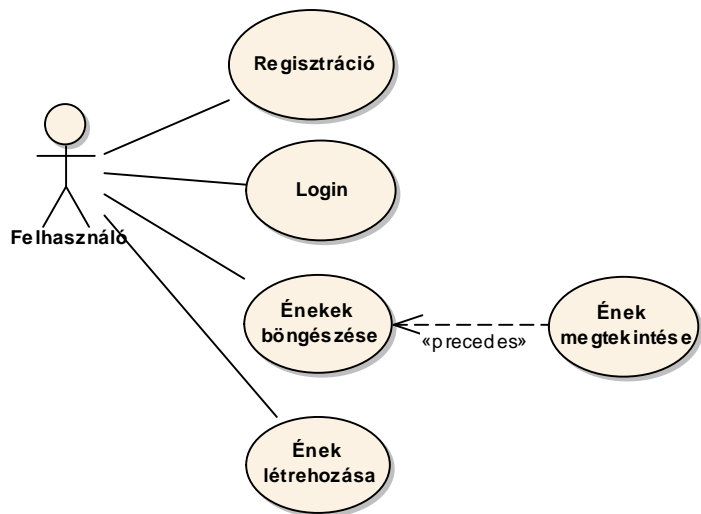 Regisztráció
Login
Felhasználó
Énekek
böngészése
«precedes»
Ének
megtekintése
Ének
létrehozása